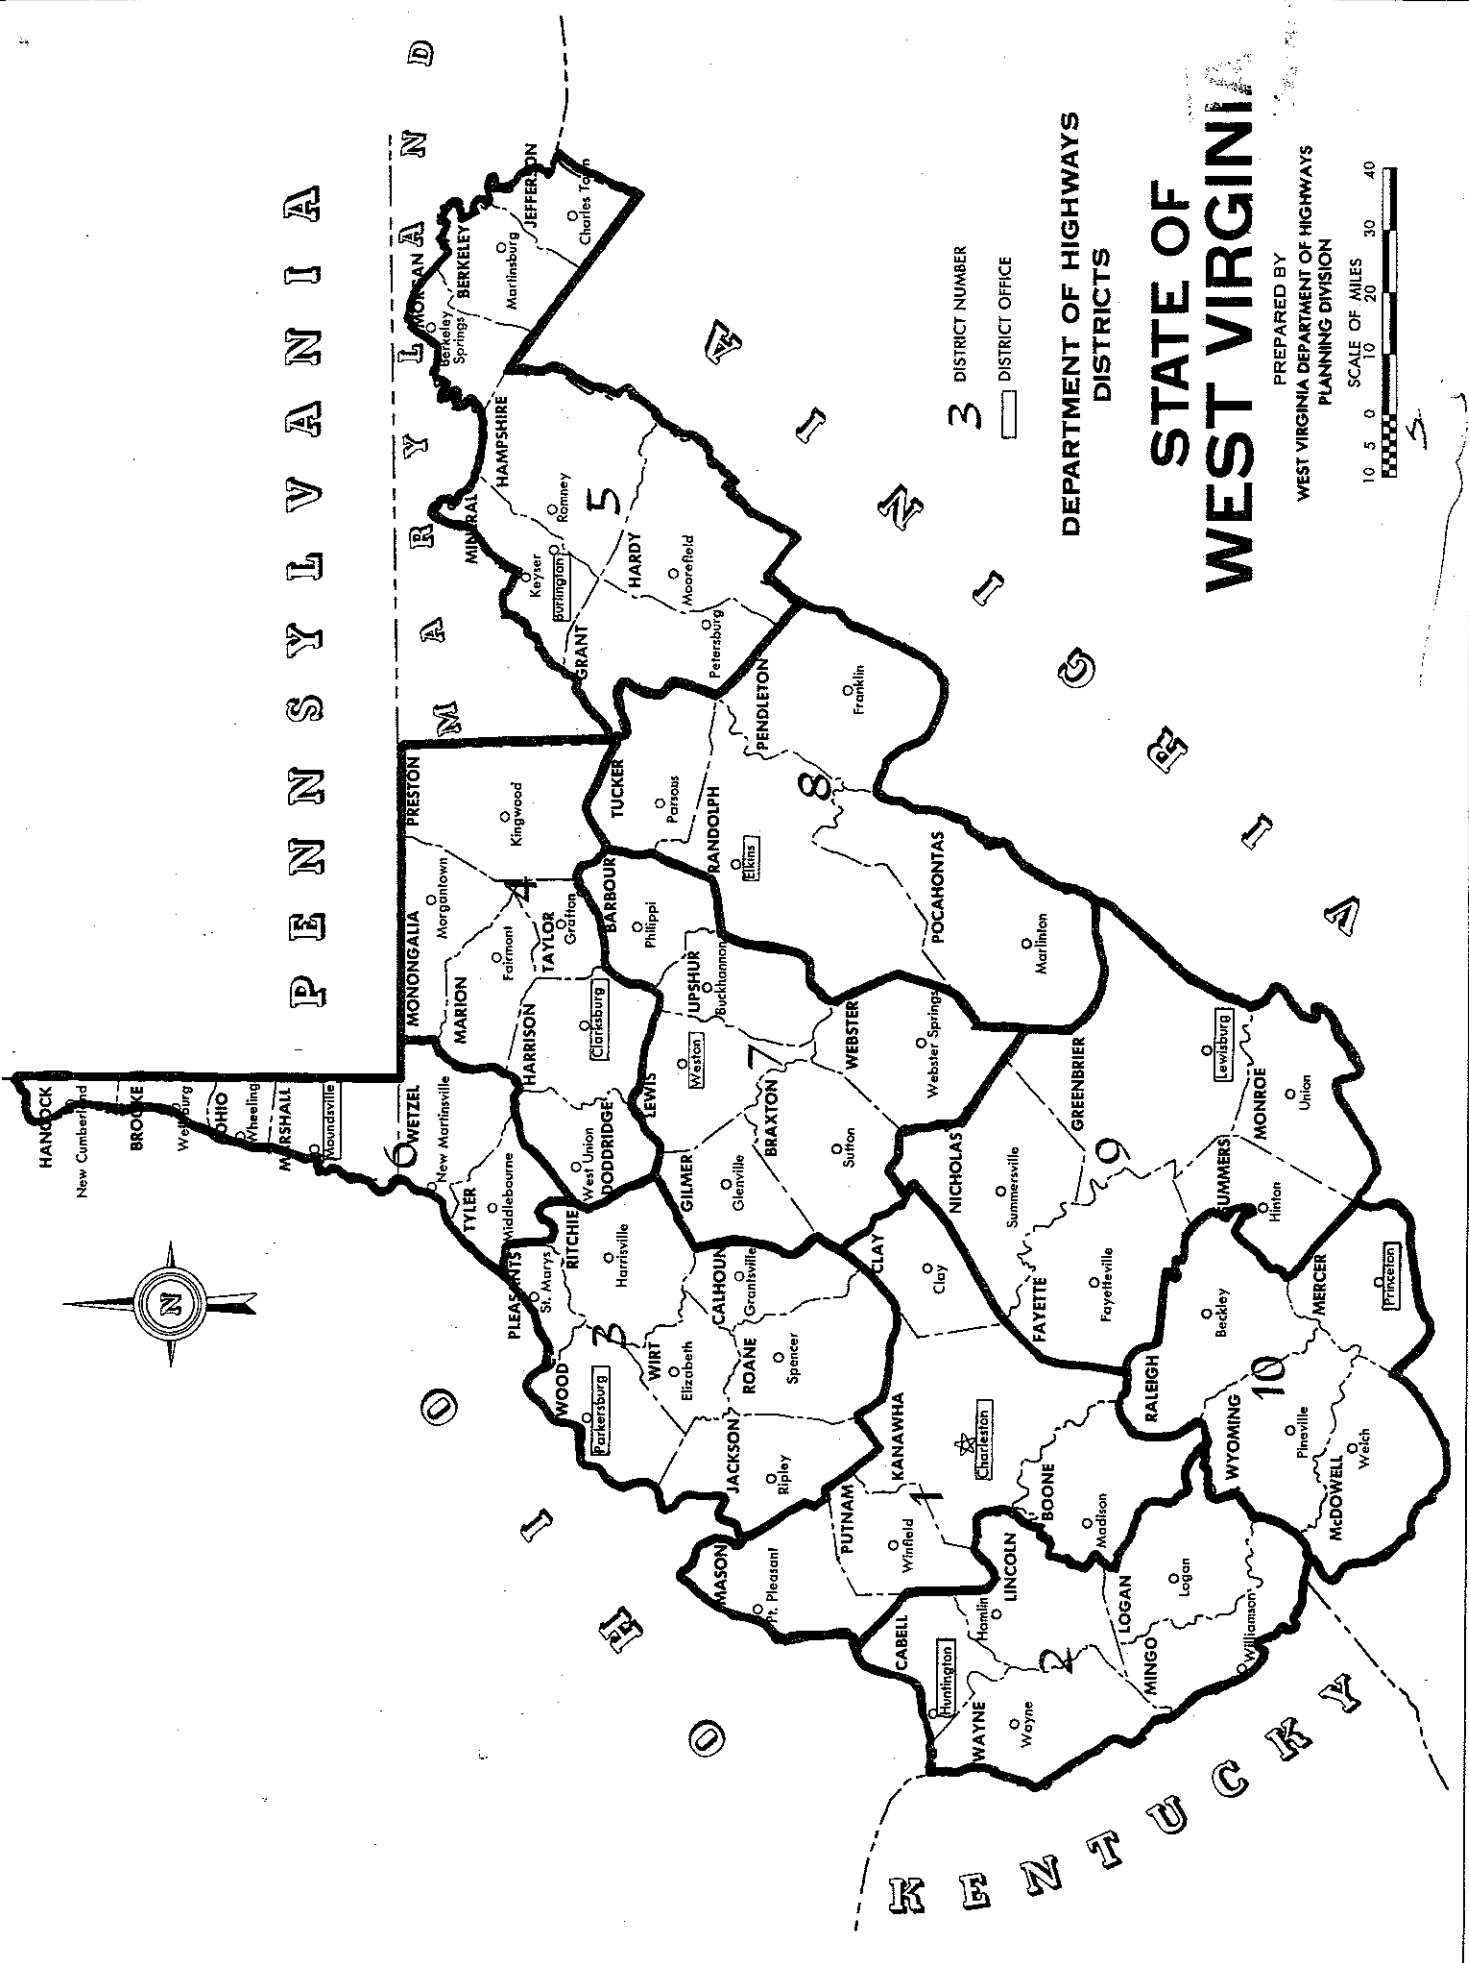 PENNSYLVANIA
MARYLAND
OHIO
KENTUCKY
VIRGINIA
N
HANCOCK
New Cumberland
BROOKE
Wellsburg
OHIO
Wheeling
MARSHALL
Moundsville
6
WETZEL
New Martinsville
TYLER
Middlebourne
PLEASANTS
St. Marys
RITCHIE
Harrisville
WOOD
Parkersburg
3
WIRT
Elizabeth
CALHOUN
Grantsville
ROANE
Spencer
JACKSON
Ripley
MONONGALIA
Morgantown
MARION
Fairmont
PRESTON
Kingwood
4
TAYLOR
Grafton
HARRISON
Clarksburg
DODDRIDGE
West Union
BARBOUR
Philippi
UPSHUR
Buckhannon
LEWIS
Weston
7
GILMER
Glenville
BRAXTON
Sutton
WEBSTER
Webster Springs
TUCKER
Parsons
RANDOLPH
Elkins
8
PENDLETON
Franklin
POCAHONTAS
Marlinton
MINERAL
Keyser
Burlington
HAMPSHIRE
Romney
5
GRANT
Petersburg
HARDY
Moorefield
MORGAN
Berkeley
Springs
BERKELEY
Martinsburg
JEFFERSON
Charles Town
MASON
Pt. Pleasant
PUTNAM
Winfield
1
KANAWHA
Charleston
CLAY
Clay
BOONE
Madison
CABELL
Huntington
WAYNE
Wayne
2
LINCOLN
Hamlin
LOGAN
Logan
MINGO
Williamson
NICHOLAS
Summersville
FAYETTE
Fayetteville
9
GREENBRIER
Lewisburg
SUMMERS
Hinton
MONROE
Union
RALEIGH
Beckley
WYOMING
Pineville
10
McDOWELL
Welch
MERCER
Princeton
3 DISTRICT NUMBER
DISTRICT OFFICE
DEPARTMENT OF HIGHWAYS
DISTRICTS
STATE OF
WEST VIRGINIA
PREPARED BY
WEST VIRGINIA DEPARTMENT OF HIGHWAYS
PLANNING DIVISION
SCALE OF MILES
10 5 0 10 20 30 40